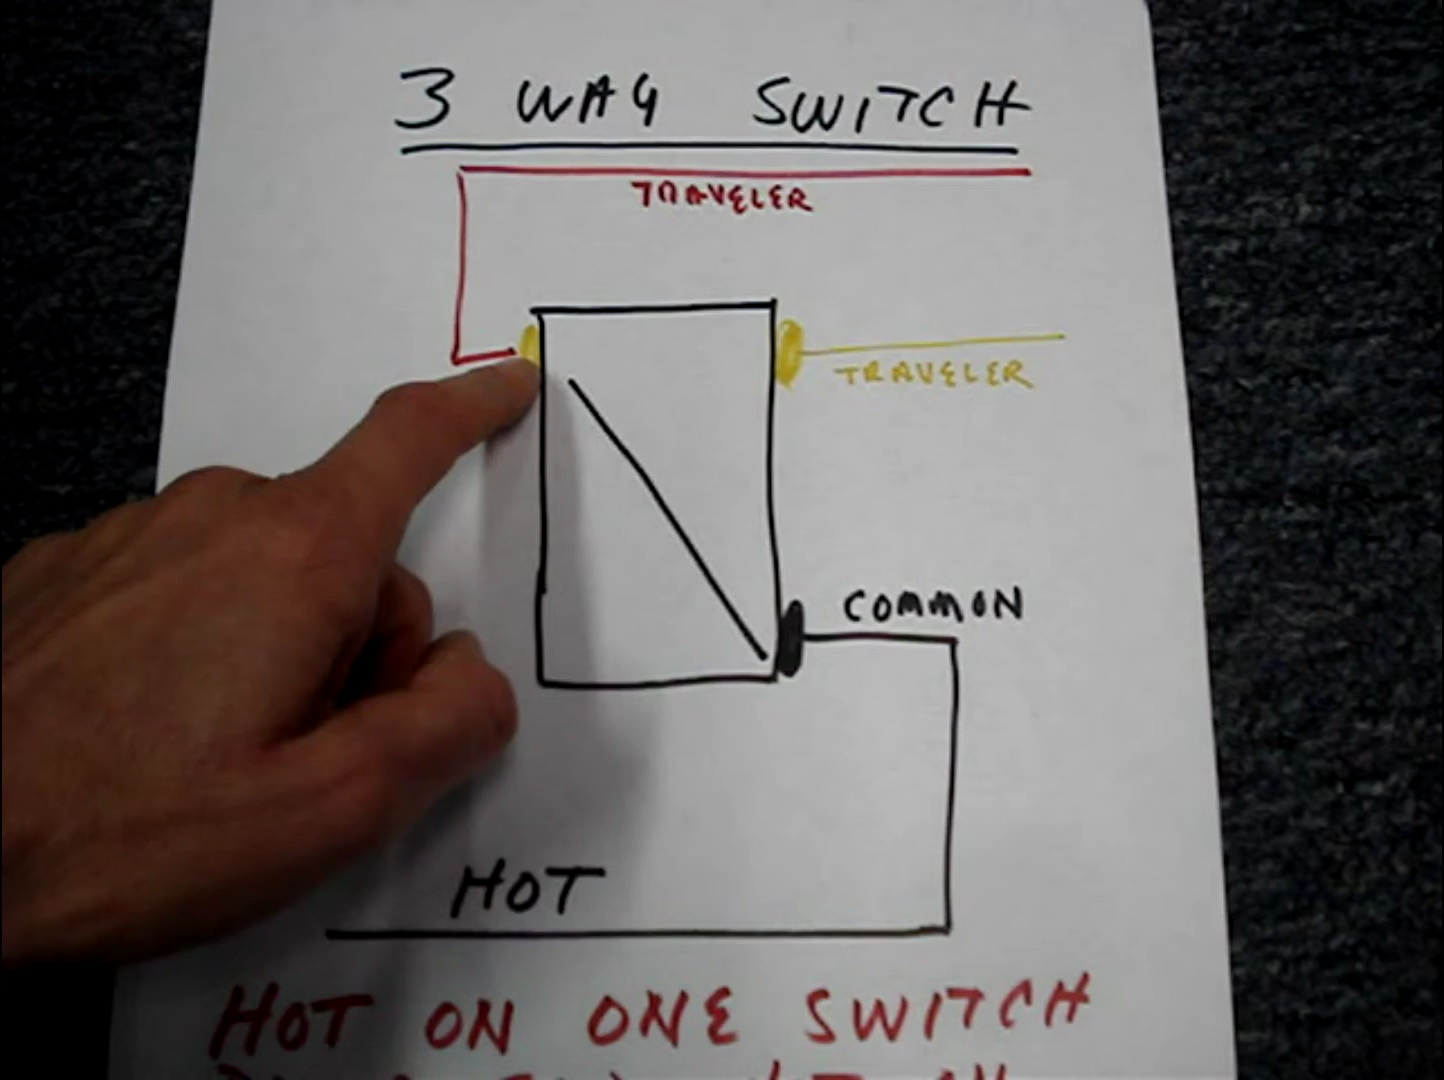 3 WAY SWITCH
TRAVELER
TRAVELER
COMMON
HOT
HOT ON ONE SWITCH